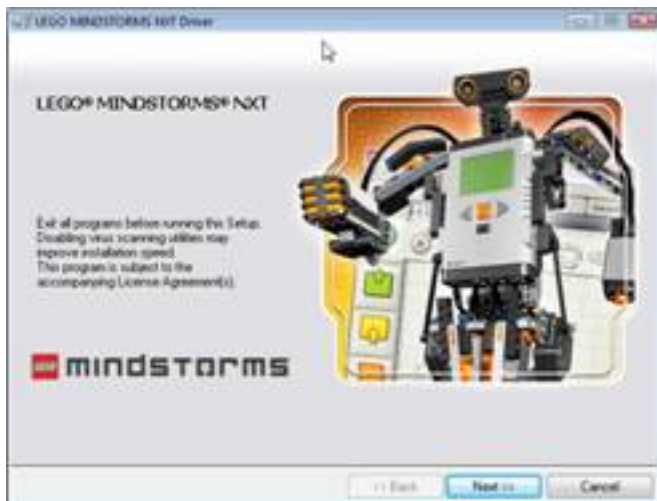 LEGO MINDSTORMS NXT Driver
LEGO® MINDSTORMS® NXT
Exit all programs before running this Setup.
Disabling virus scanning utilities may
improve installation speed.
This program is subject to the
accompanying License Agreement(s).
LEGO mindstorms
<< Back Next >> Cancel